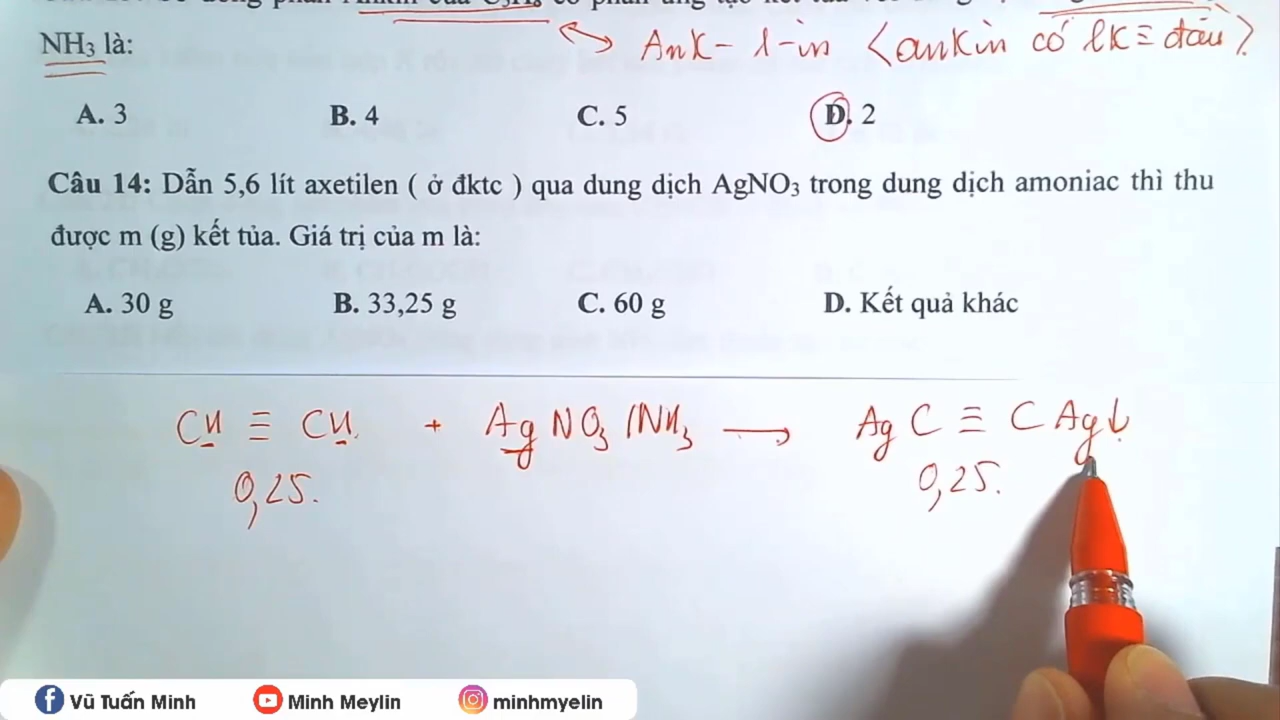 NH₃ là:
Ank-1-in <ankin có lk≡ đầu>
A. 3 B. 4 C. 5 D. 2
Câu 14: Dẫn 5,6 lít axetilen ( ở đktc ) qua dung dịch AgNO₃ trong dung dịch amoniac thì thu
được m (g) kết tủa. Giá trị của m là:
A. 30 g B. 33,25 g C. 60 g D. Kết quả khác
CH ≡ CH + AgNO₃/NH₃ → AgC ≡ CAg↓
0,25. 0,25.
Vũ Tuấn Minh Minh Meylin minhmyelin